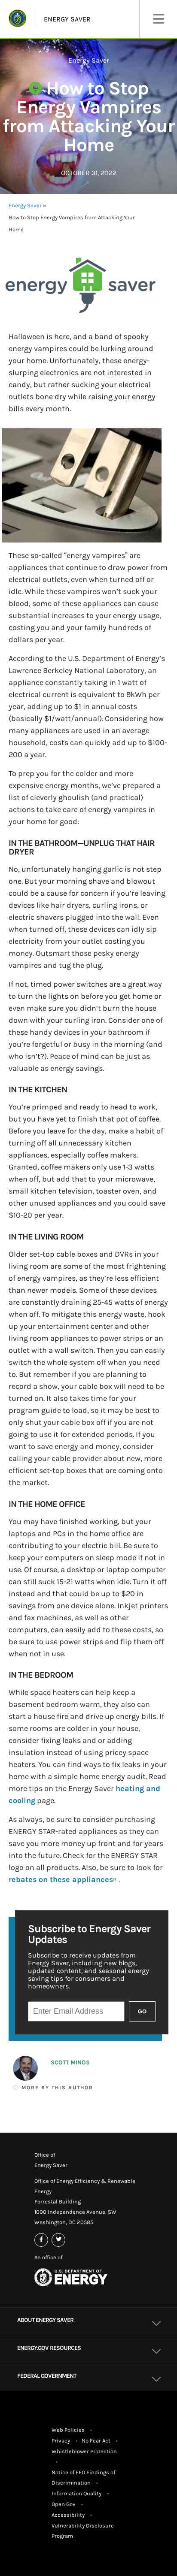 ENERGY SAVER
Energy Saver
How to Stop
Energy Vampires
from Attacking Your
Home
OCTOBER 31, 2022
Energy Saver »
How to Stop Energy Vampires from Attacking Your
Home
energy saver
Halloween is here, and a band of spooky
energy vampires could be lurking around
your home. Unfortunately, these energy-
slurping electronics are not interested in
candy, but rather sucking your electrical
outlets bone dry while raising your energy
bills every month.
These so-called "energy vampires” are
appliances that continue to draw power from
electrical outlets, even when turned off or
idle. While these vampires won’t suck your
blood, some of these appliances can cause
substantial increases to your energy usage,
costing you and your family hundreds of
dollars per year.
According to the U.S. Department of Energy’s
Lawrence Berkeley National Laboratory, an
appliance constantly taking in 1 watt of
electrical current is equivalent to 9kWh per
year, adding up to $1 in annual costs
(basically $1/watt/annual). Considering how
many appliances are used in an average
household, costs can quickly add up to $100-
200 a year.
To prep you for the colder and more
expensive energy months, we’ve prepared a
list of cleverly ghoulish (and practical)
actions to take care of energy vampires in
your home for good:
IN THE BATHROOM—UNPLUG THAT HAIR
DRYER
No, unfortunately hanging garlic is not step
one. But your morning shave and blowout
could be a cause for concern if you’re leaving
devices like hair dryers, curling irons, or
electric shavers plugged into the wall. Even
when turned off, these devices can idly sip
electricity from your outlet costing you
money. Outsmart those pesky energy
vampires and tug the plug.
If not, timed power switches are a great way
to turn the lights on before you get up or even
ensure that you didn’t burn the house down
down with your curling iron. Consider one of
these handy devices in your bathroom if
you’re forgetful or busy in the morning (and
who isn’t?). Peace of mind can be just as
valuable as energy savings.
IN THE KITCHEN
You’re primped and ready to head to work,
but you have yet to finish that pot of coffee.
Before you leave for the day, make a habit of
turning off all unnecessary kitchen
appliances, especially coffee makers.
Granted, coffee makers only use 1-3 watts
when off, but add that to your microwave,
small kitchen television, toaster oven, and
other unused appliances and you could save
$10-20 per year.
IN THE LIVING ROOM
Older set-top cable boxes and DVRs in your
living room are some of the most frightening
of energy vampires, as they’re less efficient
than newer models. Some of these devices
are constantly draining 25-45 watts of energy
when off. To mitigate this energy waste, hook
up your entertainment center and other
living room appliances to power strips or an
outlet with a wall switch. Then you can easily
switch the whole system off when you need
to. But remember if you are planning to
record a show, your cable box will need to be
turned on. It also takes time for your
program guide to load, so it may be best to
only shut your cable box off if you are not
going to use it for extended periods. If you
want to save energy and money, consider
calling your cable provider about new, more
efficient set-top boxes that are coming onto
the market.
IN THE HOME OFFICE
You may have finished working, but your
laptops and PCs in the home office are
contributing to your electric bill. Be sure to
keep your computers on sleep mode if not in
use. Of course, on the desktop, a computer
can still suck 15-21 watts when idle. Turn it off
instead and there could be up to $20 in
savings from one device alone. Inkjet printers
and fax machines, as well as other
computers, can easily add to these costs, so
be sure to use power strips and flip them off
when not in use.
IN THE BEDROOM
While space heaters can help keep a
basement bedroom warm, they also can
start a house fire and drive up energy bills. If
some rooms are colder in your house,
consider fixing leaks and or adding
insulation instead of using pricey space
heaters. You can find ways to fix leaks in your
home with a simple home energy audit. Read
more tips on the Energy Saver heating and
cooling page.
As always, be sure to consider purchasing
ENERGY STAR-rated appliances as they can
save you more money up front and for years
into the future. Check for the ENERGY STAR
logo on all products. Also, be sure to look for
rebates on these appliances .
Subscribe to the Energy Saver
Updates
Subscribe to receive updates from
Energy Saver, including new blogs,
updated content, and seasonal energy
saving tips for consumers and
homeowners.
Enter Email Address
GO
SCOTT MINOS
MORE BY THIS AUTHOR
Office of
Energy Saver
Office of Energy Efficiency & Renewable
Energy
Forrestal Building
1000 Independence Avenue, SW
Washington, DC 20585
An office of
U.S. DEPARTMENT OF
ENERGY
ABOUT ENERGY SAVER
ENERGY.GOV RESOURCES
FEDERAL GOVERNMENT
Web Policies •
Privacy • No Fear Act •
Whistleblower Protection
•
Notice of EEO Findings of
Discrimination •
Information Quality •
Open Gov •
Accessibility •
Vulnerability Disclosure
Program